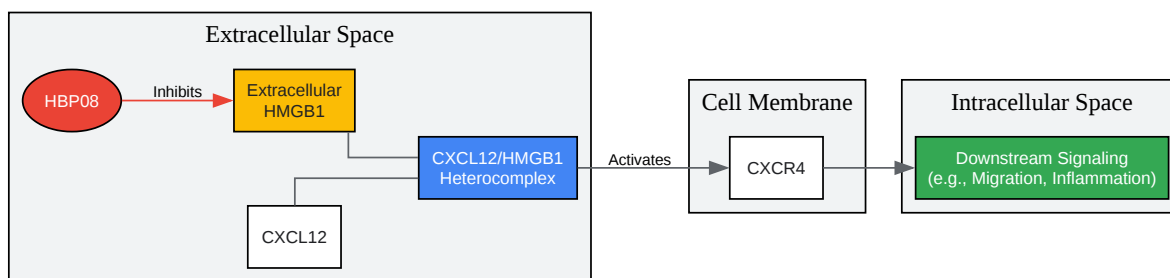 Extracellular Space
HBP08
Inhibits
Extracellular
HMGB1
CXCL12/HMGB1
Heterocomplex
CXCL12
Activates
Cell Membrane
CXCR4
Intracellular Space
Downstream Signaling
(e.g., Migration, Inflammation)